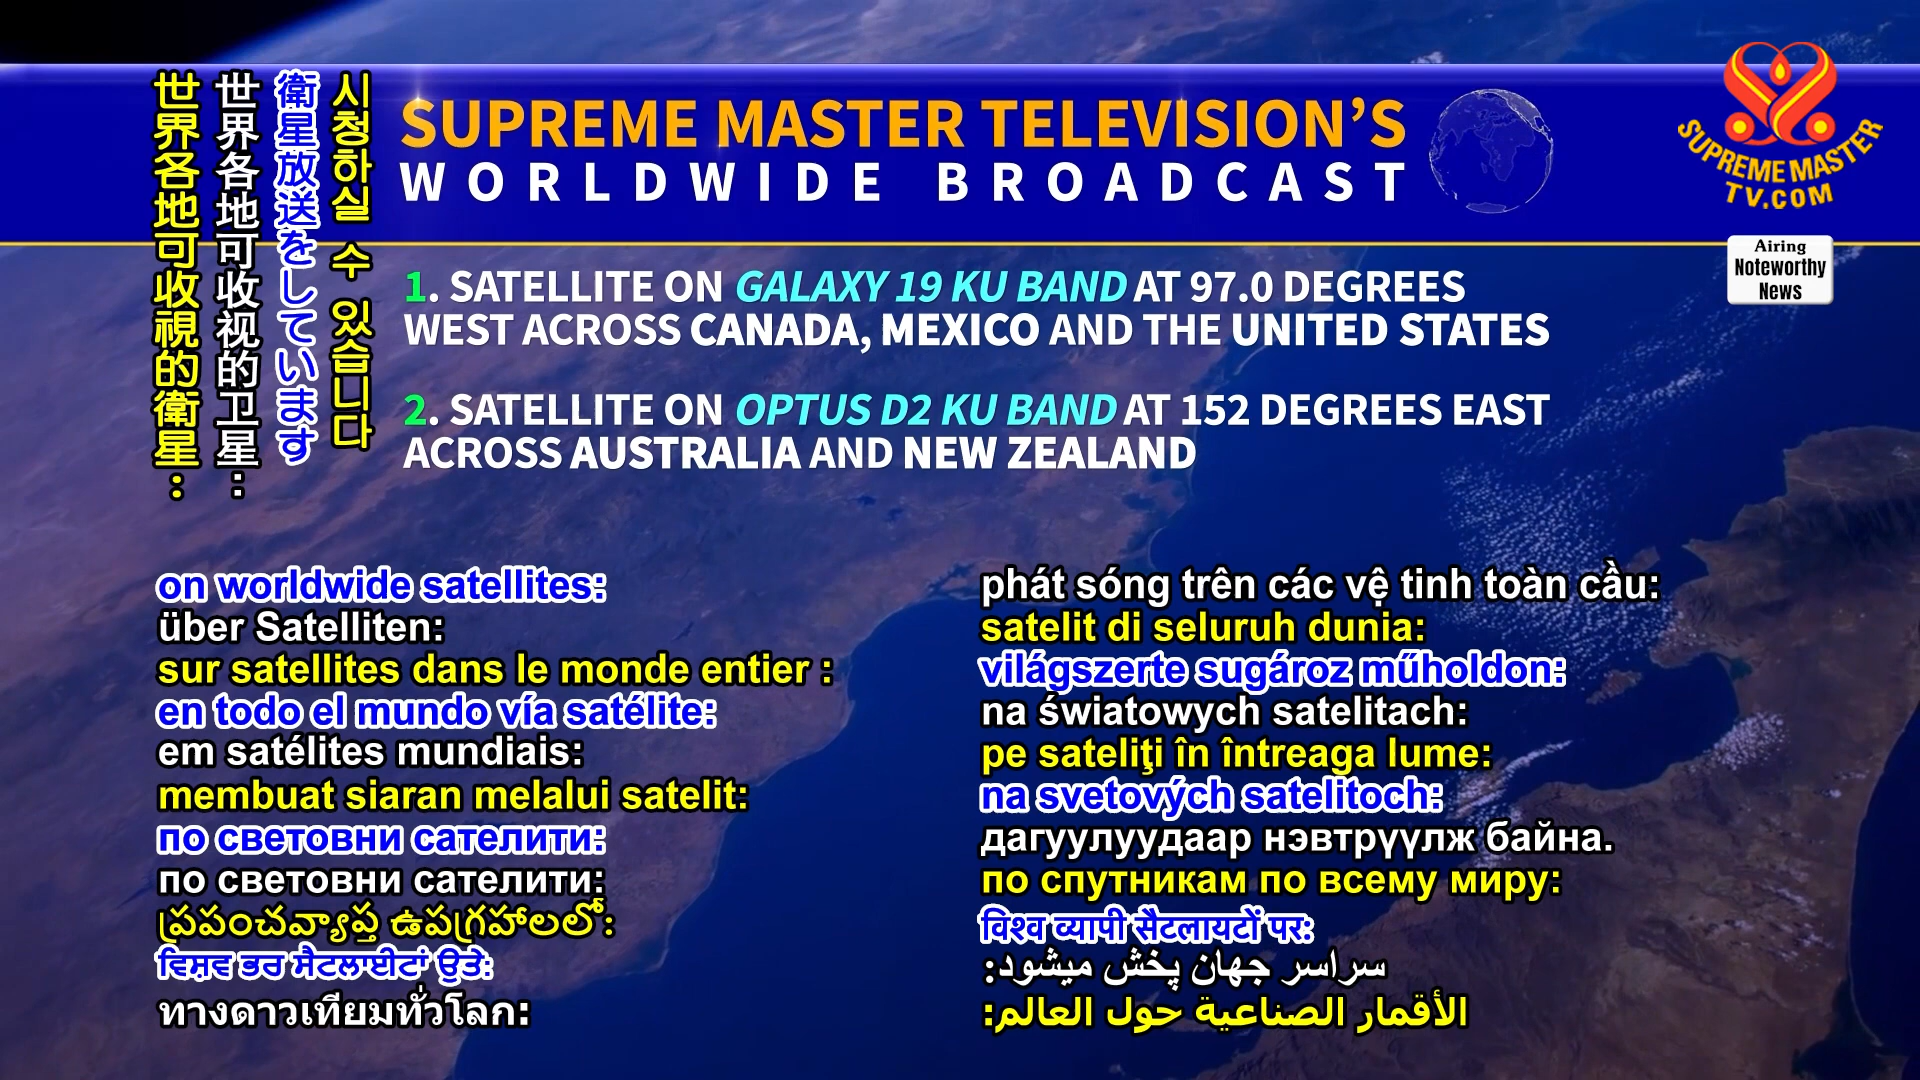 世界各地可收視的衛星：
世界各地可收视的卫星：
衛星放送をしています
시청하실 수 있습니다
SUPREME MASTER TELEVISION'S
WORLDWIDE BROADCAST
SUPREME MASTER
TV.COM
Airing
Noteworthy
News
1. SATELLITE ON GALAXY 19 KU BAND AT 97.0 DEGREES
WEST ACROSS CANADA, MEXICO AND THE UNITED STATES
2. SATELLITE ON OPTUS D2 KU BAND AT 152 DEGREES EAST
ACROSS AUSTRALIA AND NEW ZEALAND
on worldwide satellites:
über Satelliten:
sur satellites dans le monde entier :
en todo el mundo vía satélite:
em satélites mundiais:
membuat siaran melalui satelit:
по световни сателити:
по световни сателити:
ప్రపంచవ్యాప్త ఉపగ్రహాలలో:
ਵਿਸ਼ਵ ਭਰ ਸੈਟਲਾਈਟਾਂ ਉਤੇ:
ทางดาวเทียมทั่วโลก:
phát sóng trên các vệ tinh toàn cầu:
satelit di seluruh dunia:
világszerte sugároz műholdon:
na światowych satelitach:
pe sateliţi în întreaga lume:
na svetových satelitoch:
дагуулуудаар нэвтрүүлж байна.
по спутникам по всему миру:
विश्व व्यापी सैटलायटों पर:
سراسر جهان پخش میشود:
الأقمار الصناعية حول العالم: